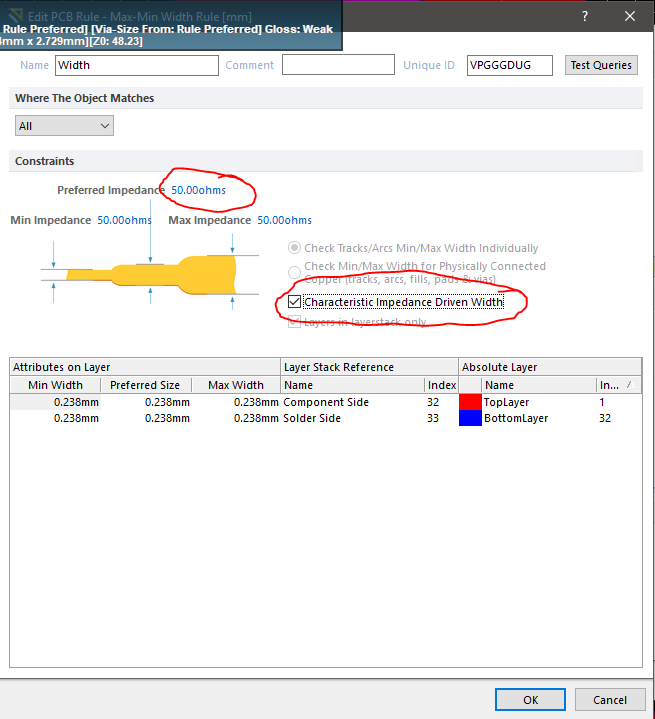 Edit PCB Rule - Max-Min Width Rule [mm]
Rule Preferred] [Via-Size From: Rule Preferred] Gloss: Weak
mm x 2.729mm][Z0: 48.23]
? ×
Name Width Comment Unique ID VPGGGDUG Test Queries
Where The Object Matches
All
Constraints
Preferred Impedance 50.00ohms
Min Impedance 50.00ohms Max Impedance 50.00ohms
Check Tracks/Arcs Min/Max Width Individually
Check Min/Max Width for Physically Connected
Copper (tracks, arcs, fills, pads & vias)
Characteristic Impedance Driven Width
Layers in layerstack only
Attributes on Layer Layer Stack Reference Absolute Layer
Min Width Preferred Size Max Width Name Index Name In...
0.238mm 0.238mm 0.238mm Component Side 32 TopLayer 1
0.238mm 0.238mm 0.238mm Solder Side 33 BottomLayer 32
OK Cancel